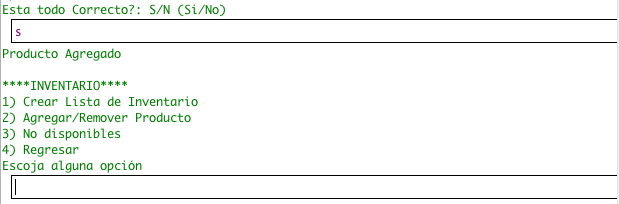 Esta todo Correcto?: S/N (Si/No)
s
Producto Agregado
****INVENTARIO****
1) Crear Lista de Inventario
2) Agregar/Remover Producto
3) No disponibles
4) Regresar
Escoja alguna opción